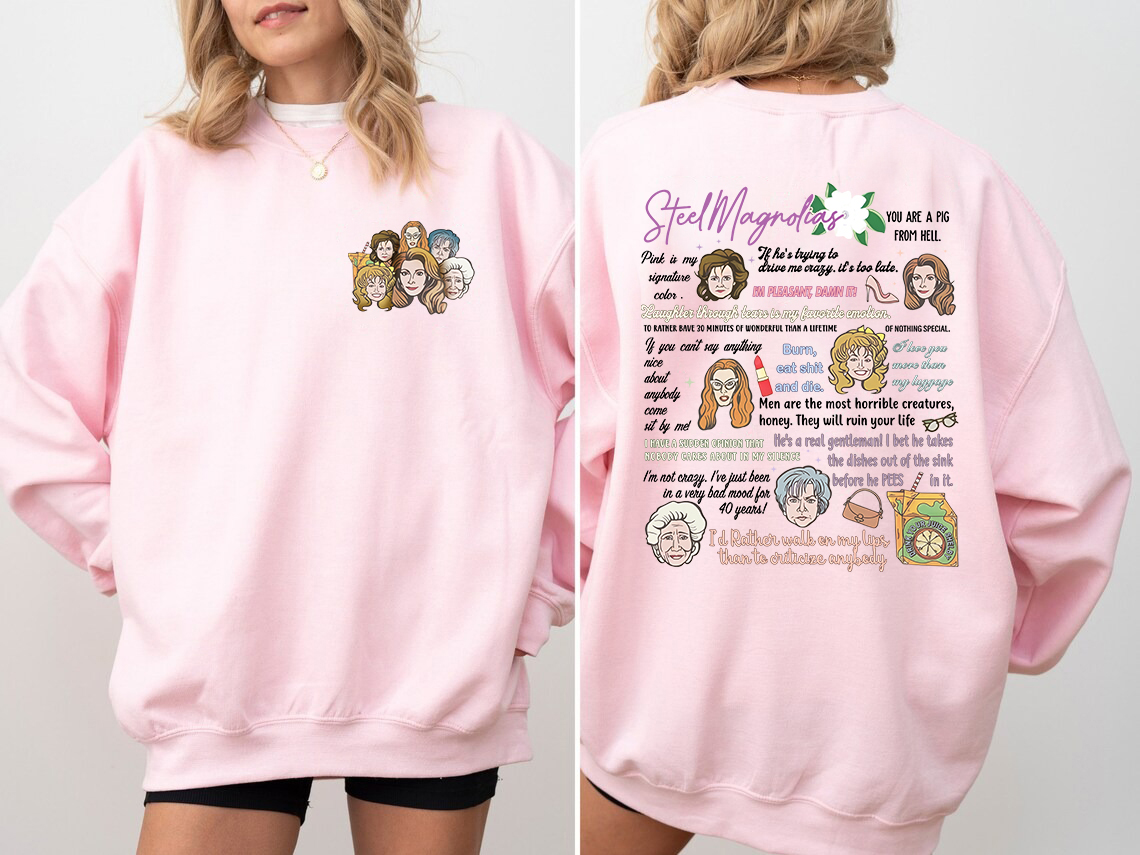 Steel Magnolias
YOU ARE A PIG
FROM HELL.
Pink is my
signature
color .
If he's trying to
drive me crazy, it's too late.
I'M PLEASANT, DAMN IT!
Laughter through tears is my favorite emotion.
TO RATHER BAVE 30 MINUTES OF WONDERFUL THAN A LIFETIME
OF NOTHING SPECIAL.
If you can't say anything
nice
about
anybody
come
sit by me!
Burn,
eat shit
and die.
I love you
more than
my luggage
Men are the most horrible creatures,
honey. They will ruin your life
I HAVE A SUDDEN OPINION THAT
NOBODY CARES ABOUT IN MY SILENCE
He's a real gentleman! I bet he takes
the dishes out of the sink
before he PEES in it.
I'm not crazy. I've just been
in a very bad mood for
40 years!
I'd Rather walk on my lips,
than to criticize anybody